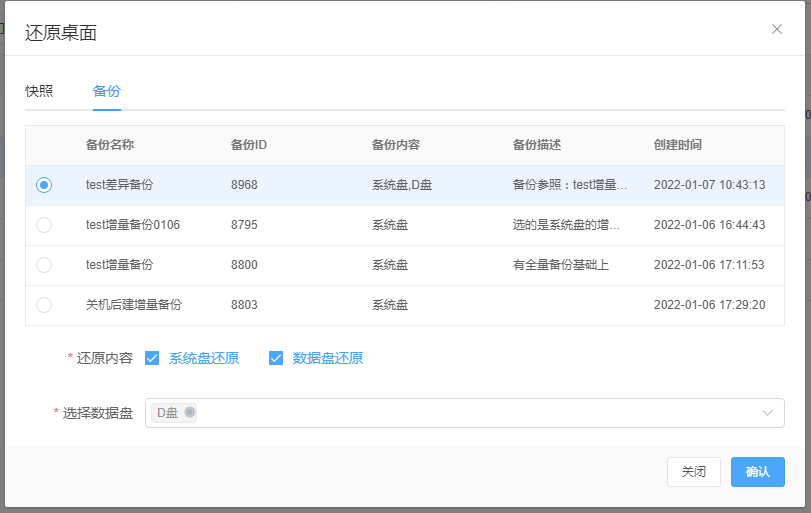 还原桌面
快照 备份
备份名称 备份ID 备份内容 备份描述 创建时间
test差异备份 8968 系统盘,D盘 备份参照：test增量... 2022-01-07 10:43:13
test增量备份0106 8795 系统盘 选的是系统盘的增... 2022-01-06 16:44:43
test增量备份 8800 系统盘 有全量备份基础上 2022-01-06 17:11:53
关机后建增量备份 8803 系统盘 2022-01-06 17:29:20
* 还原内容 系统盘还原 数据盘还原
* 选择数据盘 D盘
关闭 确认